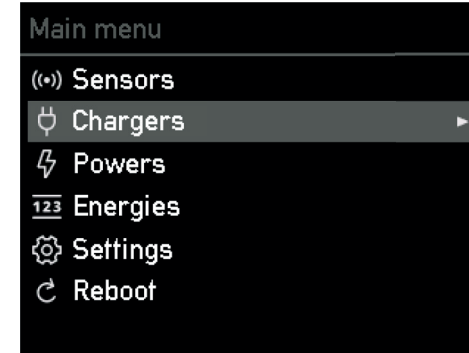 Main menu
Sensors
Chargers
Powers
123 Energies
Settings
Reboot